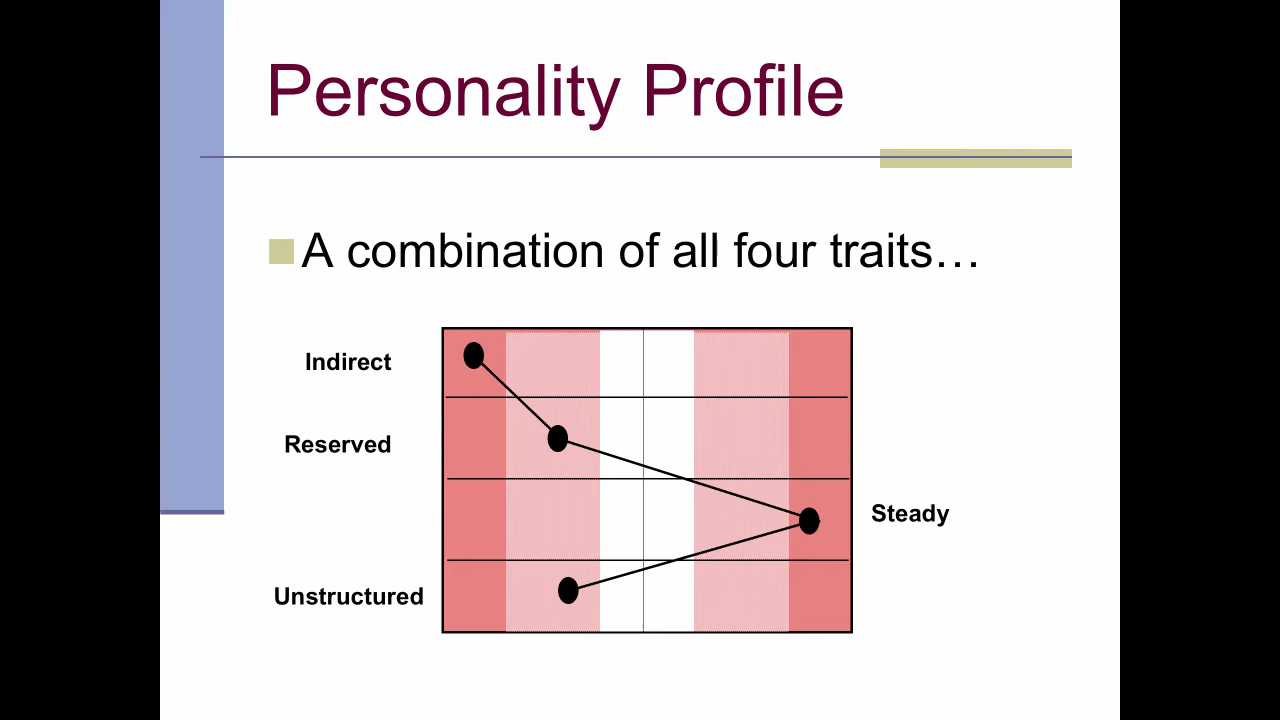 Personality Profile
A combination of all four traits…
Indirect
Reserved
Steady
Unstructured